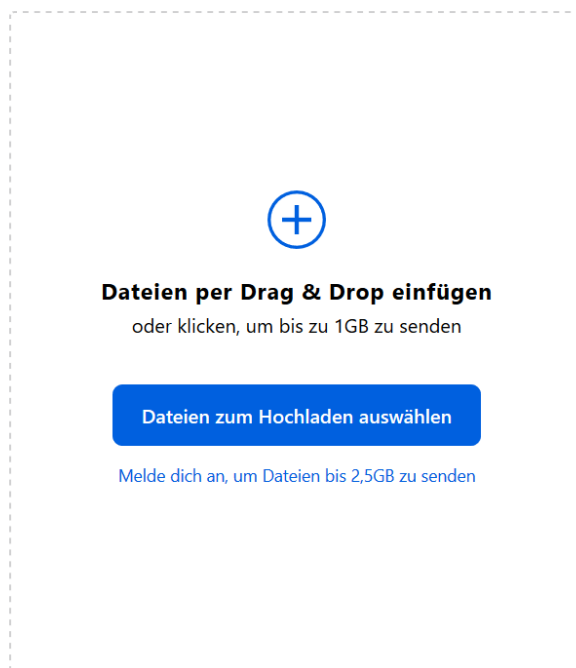 Dateien per Drag & Drop einfügen
oder klicken, um bis zu 1GB zu senden
Dateien zum Hochladen auswählen
Melde dich an, um Dateien bis 2,5GB zu senden